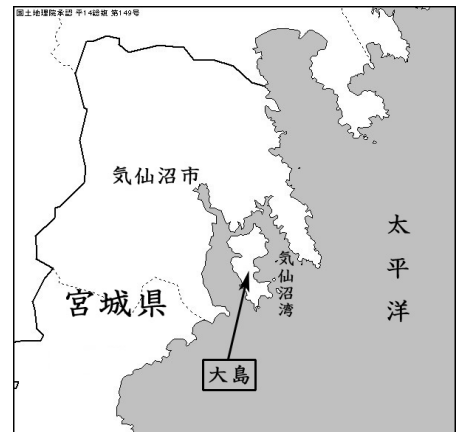 国土地理院承認 平14総複 第149号
気仙沼市
太平洋
気仙沼湾
宮城県
大島